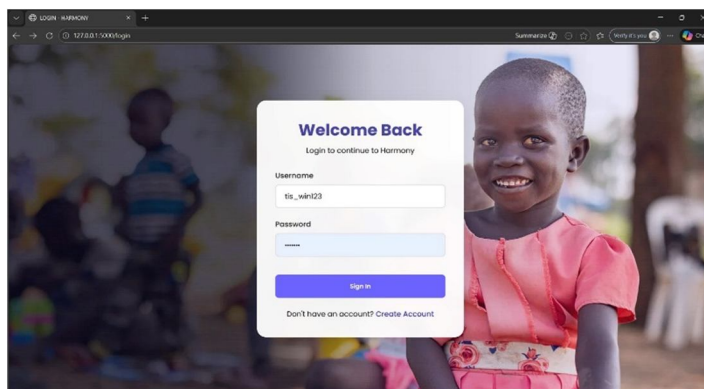 LOGIN - HARMONY
127.0.0.1:5000/login
Summarize
Verify it's you
Welcome Back
Login to continue to Harmony
Username
tis_win123
Password
Sign In
Don't have an account? Create Account